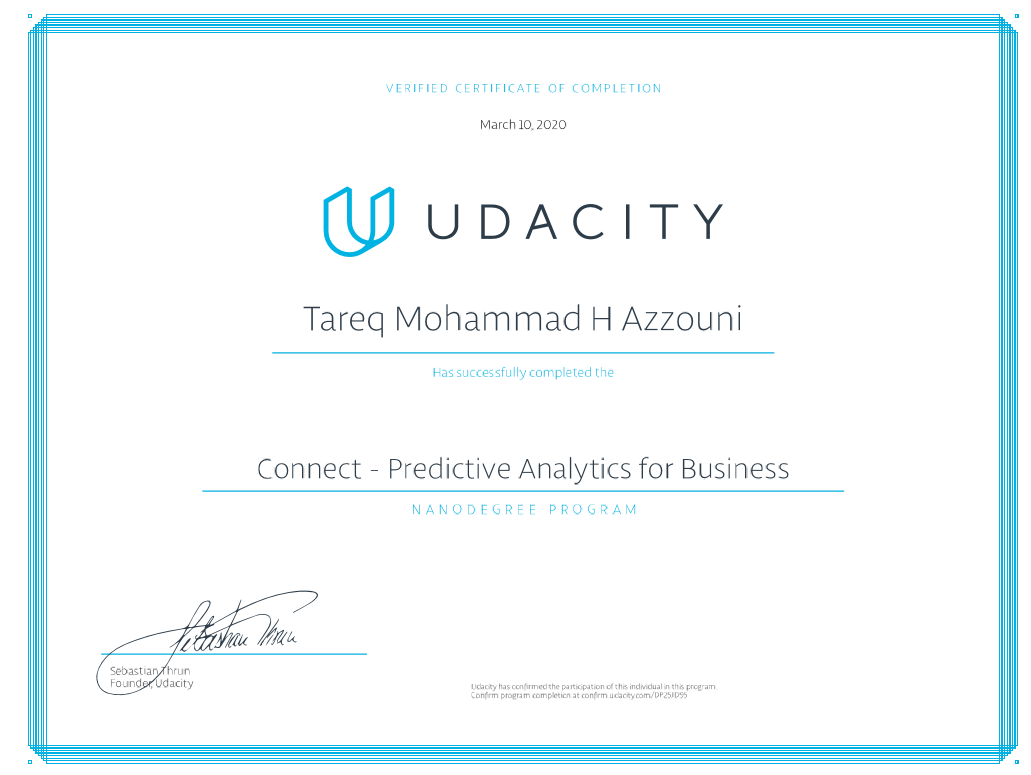 VERIFIED CERTIFICATE OF COMPLETION
March 10, 2020
UDACITY
Tareq Mohammad H Azzouni
Has successfully completed the
Connect - Predictive Analytics for Business
NANODEGREE PROGRAM
Sebastian Thrun
Sebastian Thrun
Founder, Udacity
Udacity has confirmed the participation of this individual in this program.
Confirm program completion at confirm.udacity.com/DP25JD95